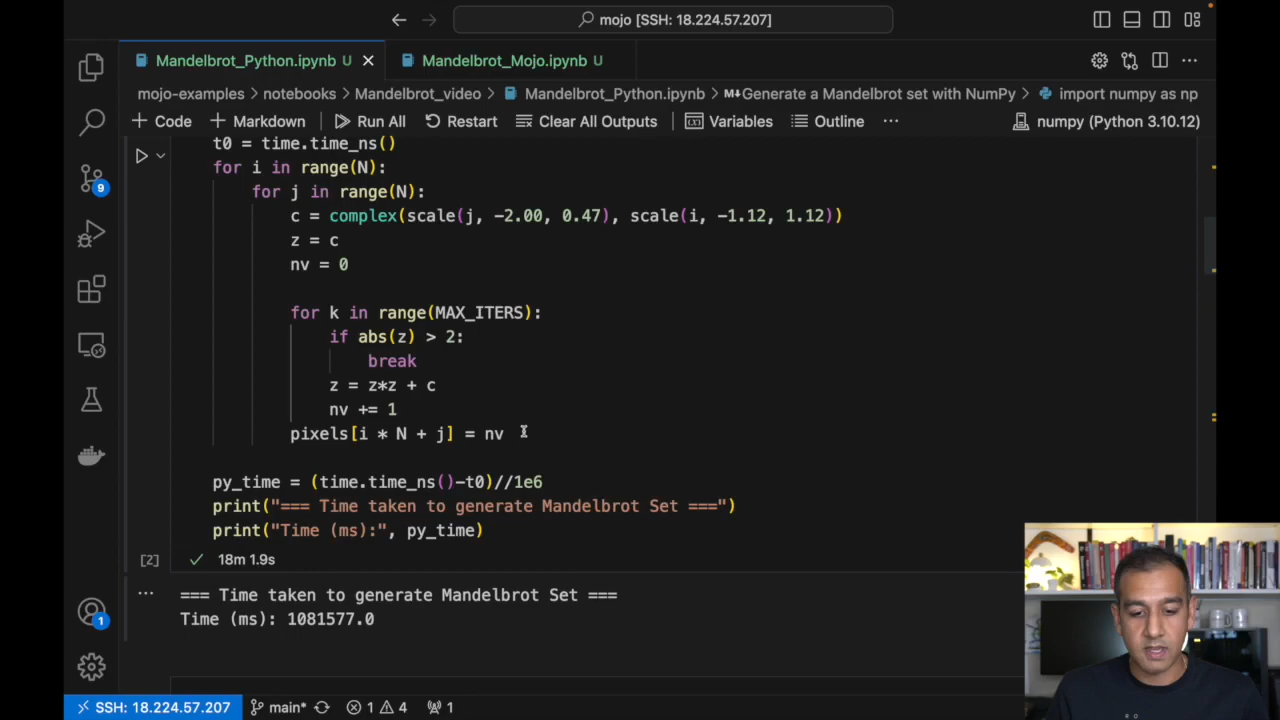 mojo [SSH: 18.224.57.207]
Mandelbrot_Python.ipynb U
Mandelbrot_Mojo.ipynb U
mojo-examples > notebooks > Mandelbrot_video > Mandelbrot_Python.ipynb > M↓Generate a Mandelbrot set with NumPy > import numpy as np
+ Code + Markdown Run All Restart Clear All Outputs Variables Outline ··· numpy (Python 3.10.12)
t0 = time.time_ns()
for i in range(N):
for j in range(N):
c = complex(scale(j, -2.00, 0.47), scale(i, -1.12, 1.12))
z = c
nv = 0
for k in range(MAX_ITERS):
if abs(z) > 2:
break
z = z*z + c
nv += 1
pixels[i * N + j] = nv
py_time = (time.time_ns()-t0)//1e6
print("=== Time taken to generate Mandelbrot Set ===")
print("Time (ms):", py_time)
[2] ✓ 18m 1.9s
=== Time taken to generate Mandelbrot Set ===
Time (ms): 1081577.0
9
1
SSH: 18.224.57.207 main* 1 4 1